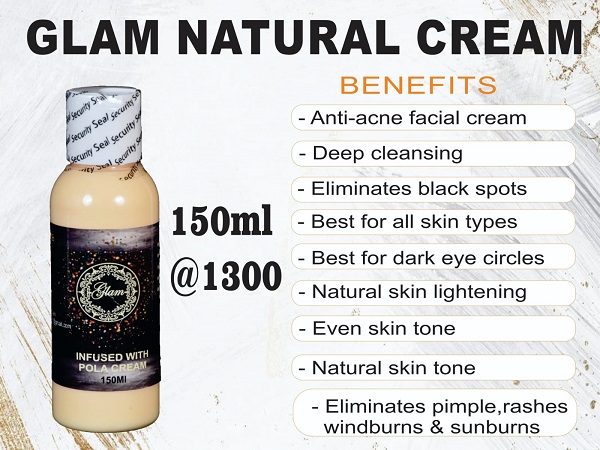 GLAM NATURAL CREAM
BENEFITS
- Anti-acne facial cream
- Deep cleansing
- Eliminates black spots
- Best for all skin types
- Best for dark eye circles
- Natural skin lightening
- Even skin tone
- Natural skin tone
- Eliminates pimple,rashes
windburns & sunburns
150ml
@1300
Security Seal
Glam
INFUSED WITH
POLA CREAM
150Ml